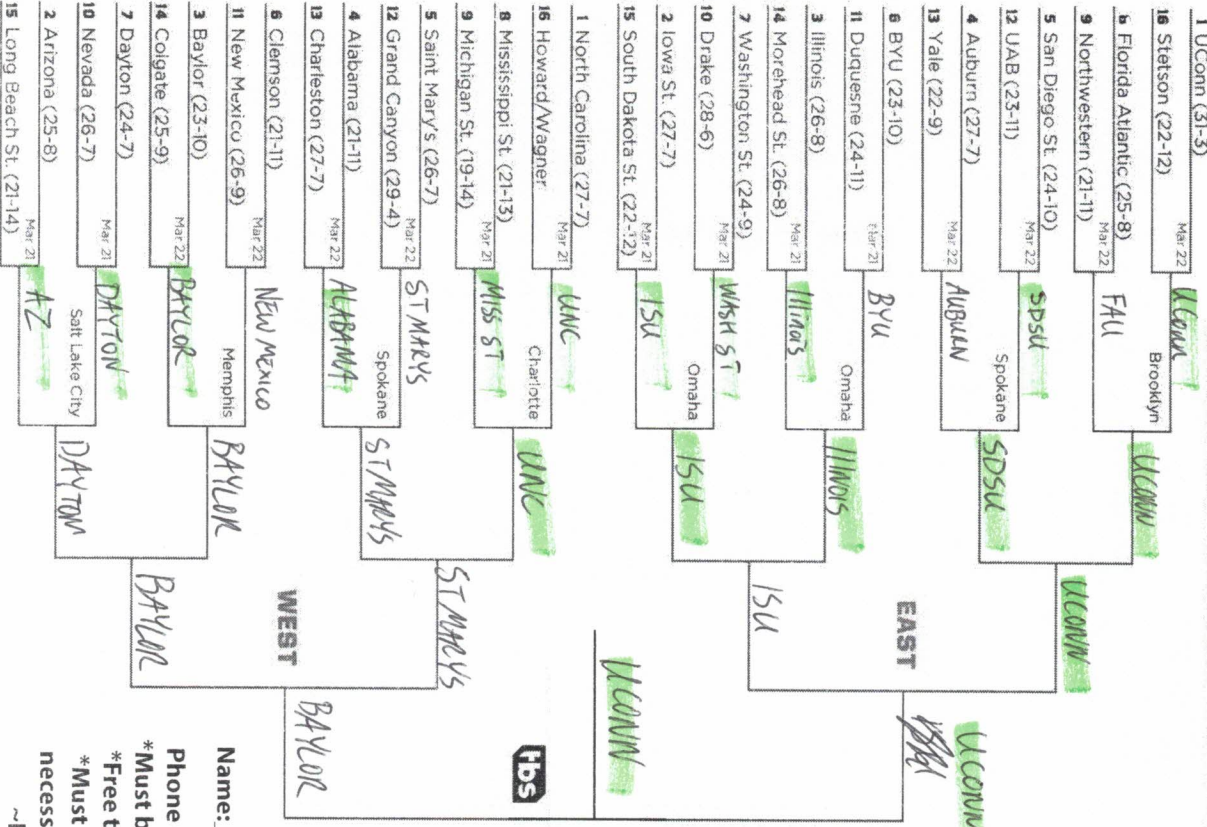 1 UConn (31-3)
16 Stetson (22-12)
8 Florida Atlantic (25-8)
9 Northwestern (21-11)
5 San Diego St. (24-10)
12 UAB (23-11)
4 Auburn (27-7)
13 Yale (22-9)
6 BYU (23-10)
11 Duquesne (24-11)
3 Illinois (26-8)
14 Morehead St. (26-8)
7 Washington St. (24-9)
10 Drake (28-6)
2 Iowa St. (27-7)
15 South Dakota St. (22-12)
Mar 22
Mar 22
Mar 22
Mar 22
Mar 21
Mar 21
Mar 21
Mar 21
UConn
FAU
SDSU
AUBURN
BYU
Illinois
WASH ST
ISU
Brooklyn
Spokane
Omaha
Omaha
UCONN
SDSU
Illinois
ISU
UCONN
ISU
EAST
UCONN
1 North Carolina (27-7)
16 Howard/Wagner
8 Mississippi St. (21-13)
9 Michigan St. (19-14)
5 Saint Mary's (26-7)
12 Grand Canyon (29-4)
4 Alabama (21-11)
13 Charleston (27-7)
6 Clemson (21-11)
11 New Mexico (26-9)
3 Baylor (23-10)
14 Colgate (25-9)
7 Dayton (24-7)
10 Nevada (26-7)
2 Arizona (25-8)
15 Long Beach St. (21-14)
Mar 21
Mar 21
Mar 22
Mar 22
Mar 22
Mar 22
Mar 21
Mar 21
UNC
MISS ST
ST MARYS
ALABAMA
NEW MEXICO
BAYLOR
DAYTON
AZ
Charlotte
Spokane
Memphis
Salt Lake City
UNC
ST MARYS
BAYLOR
DAYTON
ST MARYS
BAYLOR
WEST
BAYLOR
UCONN
tbs
Name:
Phone
*Must b
*Free t
*Must
necess